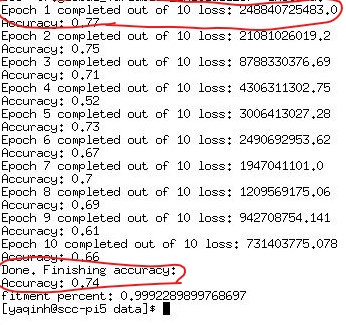 Epoch 1 completed out of 10 loss: 248840725483.0
Accuracy: 0.77
Epoch 2 completed out of 10 loss: 21081026019.2
Accuracy: 0.75
Epoch 3 completed out of 10 loss: 8788330376.69
Accuracy: 0.71
Epoch 4 completed out of 10 loss: 4306311302.75
Accuracy: 0.52
Epoch 5 completed out of 10 loss: 3006413027.28
Accuracy: 0.73
Epoch 6 completed out of 10 loss: 2490692953.62
Accuracy: 0.67
Epoch 7 completed out of 10 loss: 1947041101.0
Accuracy: 0.7
Epoch 8 completed out of 10 loss: 1209569175.06
Accuracy: 0.69
Epoch 9 completed out of 10 loss: 942708754.141
Accuracy: 0.61
Epoch 10 completed out of 10 loss: 731403775.078
Accuracy: 0.66
Done. Finishing accuracy:
Accuracy: 0.74
fitment percent: 0.9992289899768697
[yaqinh@scc-pi5 data]$